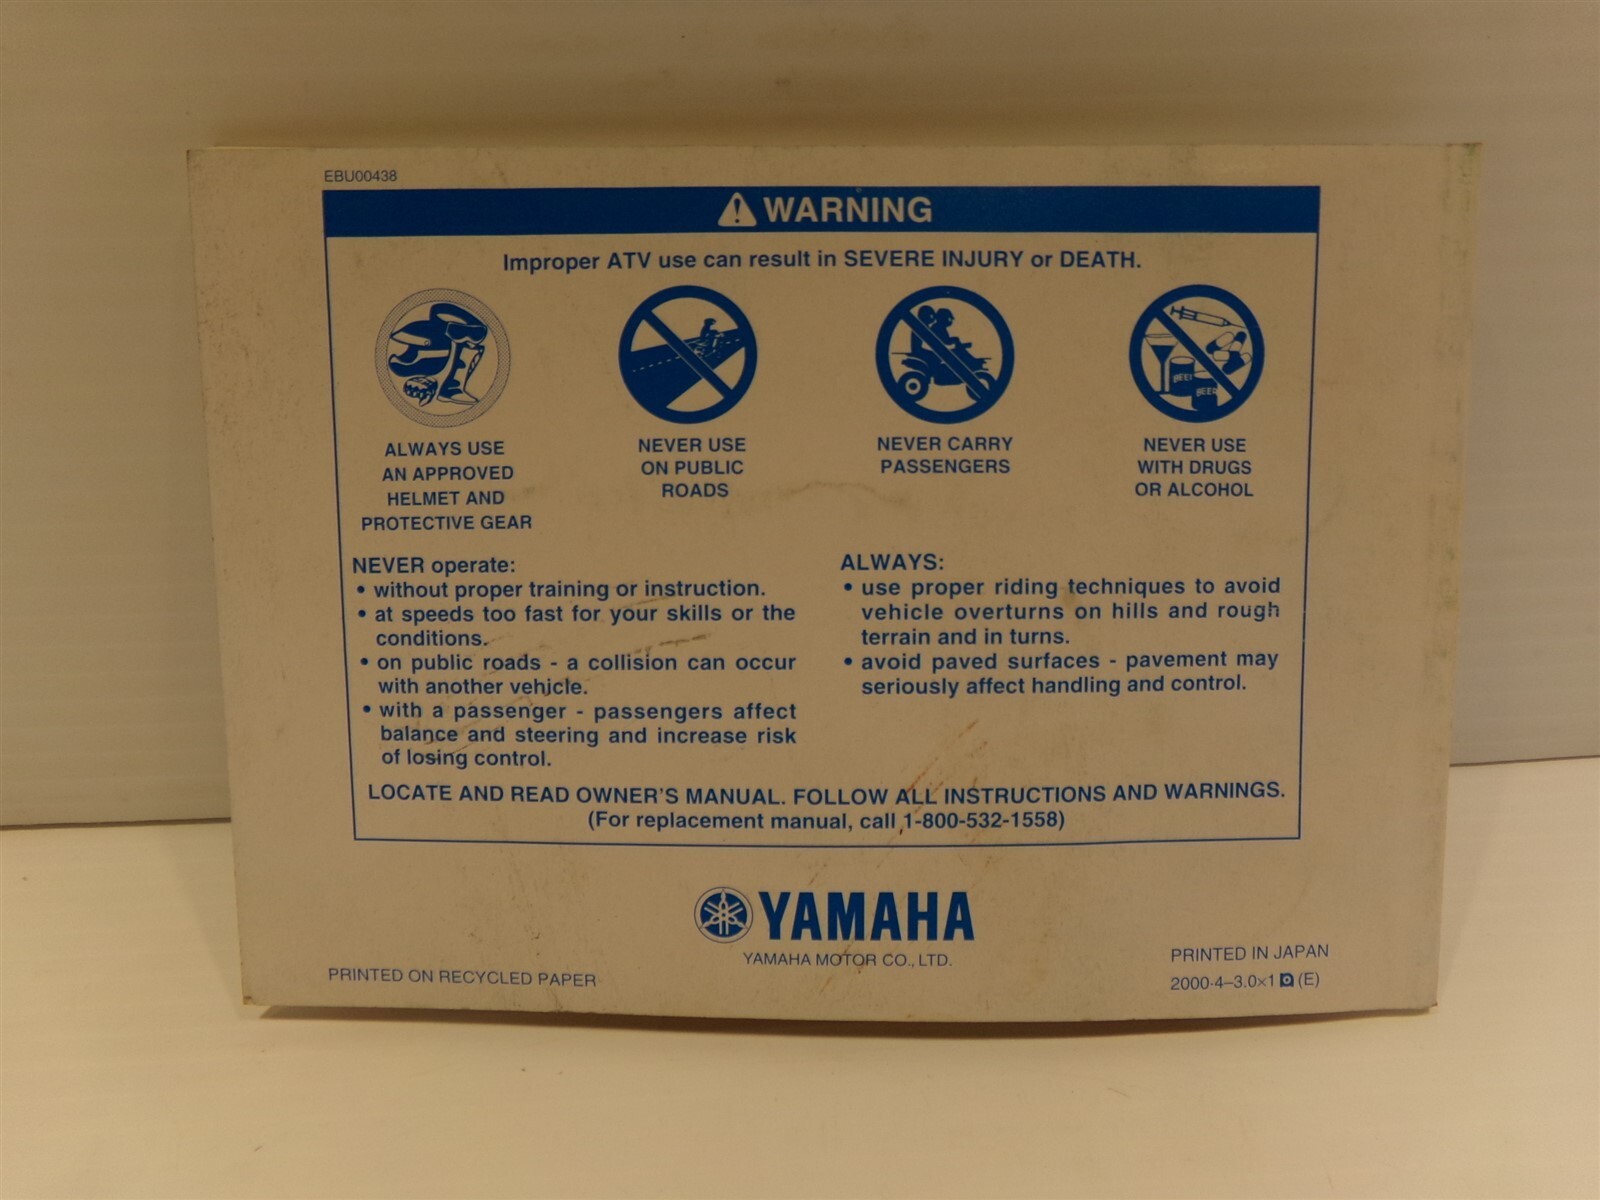 EBU00438
WARNING
Improper ATV use can result in SEVERE INJURY or DEATH.
BEER
BEER
ALWAYS USE
AN APPROVED
HELMET AND
PROTECTIVE GEAR
NEVER USE
ON PUBLIC
ROADS
NEVER CARRY
PASSENGERS
NEVER USE
WITH DRUGS
OR ALCOHOL
NEVER operate:
• without proper training or instruction.
• at speeds too fast for your skills or the
conditions.
• on public roads - a collision can occur
with another vehicle.
• with a passenger - passengers affect
balance and steering and increase risk
of losing control.
ALWAYS:
• use proper riding techniques to avoid
vehicle overturns on hills and rough
terrain and in turns.
• avoid paved surfaces - pavement may
seriously affect handling and control.
LOCATE AND READ OWNER'S MANUAL. FOLLOW ALL INSTRUCTIONS AND WARNINGS.
(For replacement manual, call 1-800-532-1558)
YAMAHA
YAMAHA MOTOR CO., LTD.
PRINTED ON RECYCLED PAPER
PRINTED IN JAPAN
2000·4–3.0×1 (E)